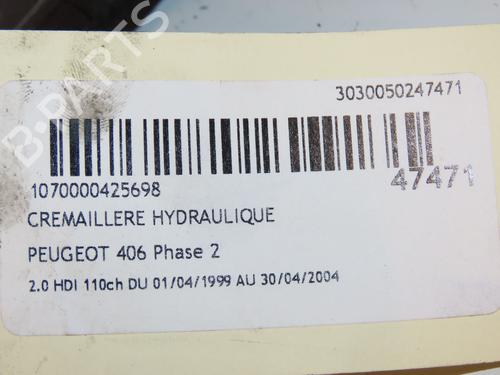 B-PARTS
3030050247471
1070000425698
47471
CREMAILLERE HYDRAULIQUE
PEUGEOT 406 Phase 2
2.0 HDI 110ch DU 01/04/1999 AU 30/04/2004